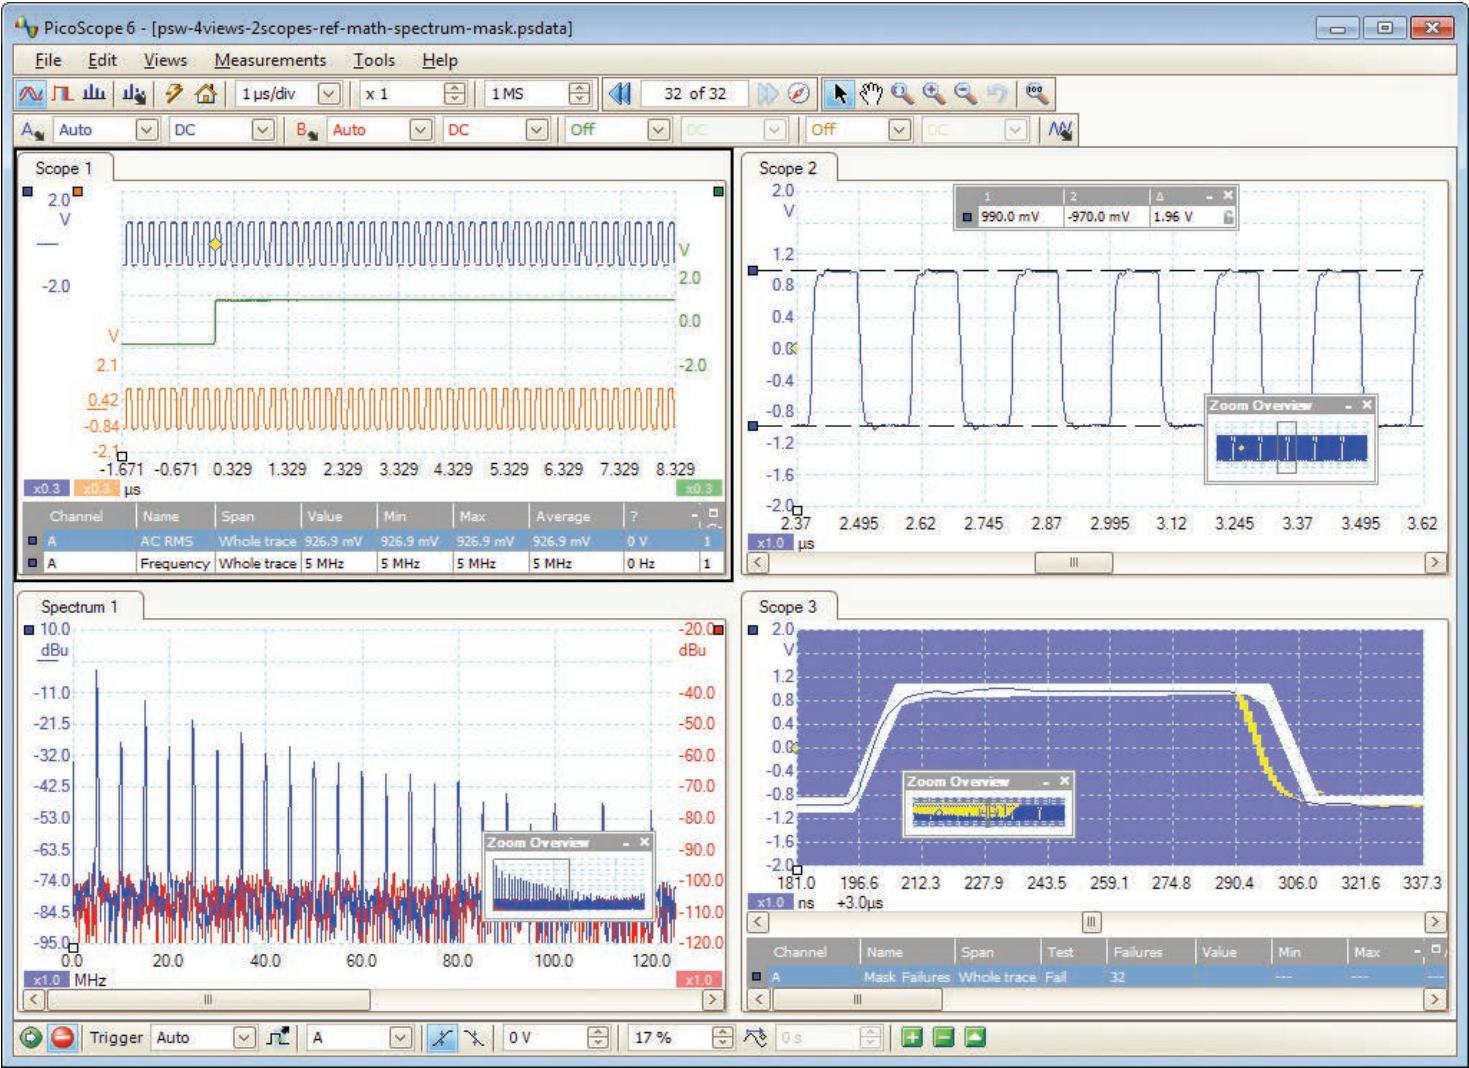 PicoScope 6 - [psw-4views-2scopes-ref-math-spectrum-mask.psdata]
File Edit Views Measurements Tools Help
1 µs/div x 1 1 MS 32 of 32
A Auto DC B Auto DC Off DC Off DC
Scope 1
2.0
V
-2.0
V
2.0
0.0
-2.0
V
2.1
0.42
-0.84
-2.1
-1.671 -0.671 0.329 1.329 2.329 3.329 4.329 5.329 6.329 7.329 8.329
x0.3 x0.3 µs x0.3
Channel Name Span Value Min Max Average ?
A AC RMS Whole trace 926.9 mV 926.9 mV 926.9 mV 926.9 mV 0 V 1
A Frequency Whole trace 5 MHz 5 MHz 5 MHz 5 MHz 0 Hz 1
Scope 2
2.0
V
1.2
0.8
0.4
0.0
-0.4
-0.8
-1.2
-1.6
-2.0
1 2 Δ
990.0 mV -970.0 mV 1.96 V
Zoom Overview
2.37 2.495 2.62 2.745 2.87 2.995 3.12 3.245 3.37 3.495 3.62
x1.0 µs
Spectrum 1
10.0
dBu
-11.0
-21.5
-32.0
-42.5
-53.0
-63.5
-74.0
-84.5
-95.0
-20.0
dBu
-40.0
-50.0
-60.0
-70.0
-80.0
-90.0
-100.0
-110.0
-120.0
Zoom Overview
0.0 20.0 40.0 60.0 80.0 100.0 120.0
x1.0 MHz x1.0
Scope 3
2.0
V
1.2
0.8
0.4
0.0
-0.4
-0.8
-1.2
-1.6
-2.0
Zoom Overview
181.0 196.6 212.3 227.9 243.5 259.1 274.8 290.4 306.0 321.6 337.3
x1.0 ns +3.0µs
Channel Name Span Test Failures Value Min Max
A Mask Failures Whole trace Fail 32 --- --- ---
Trigger Auto A 0 V 17 % 0 s